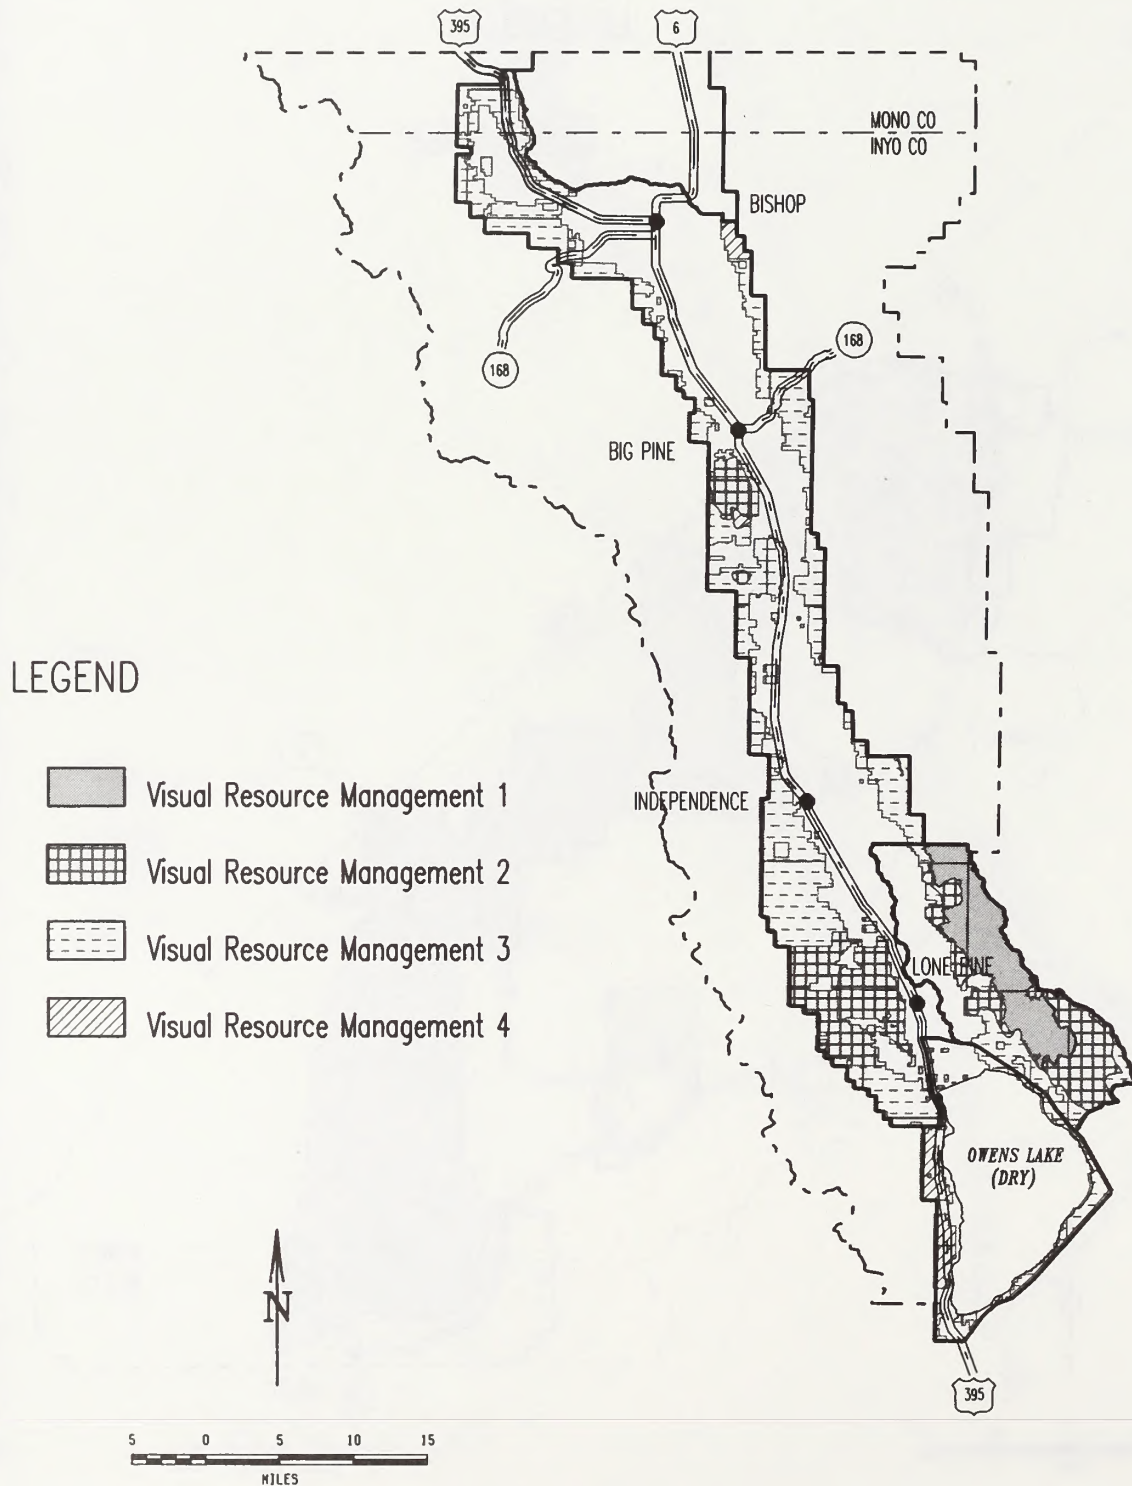 395
6
MONO CO
INYO CO
BISHOP
168
168
BIG PINE
LEGEND
Visual Resource Management 1
INDEPENDENCE
Visual Resource Management 2
Visual Resource Management 3
LONE PINE
Visual Resource Management 4
OWENS LAKE
(DRY)
N
395
5 0 5 10 15
MILES